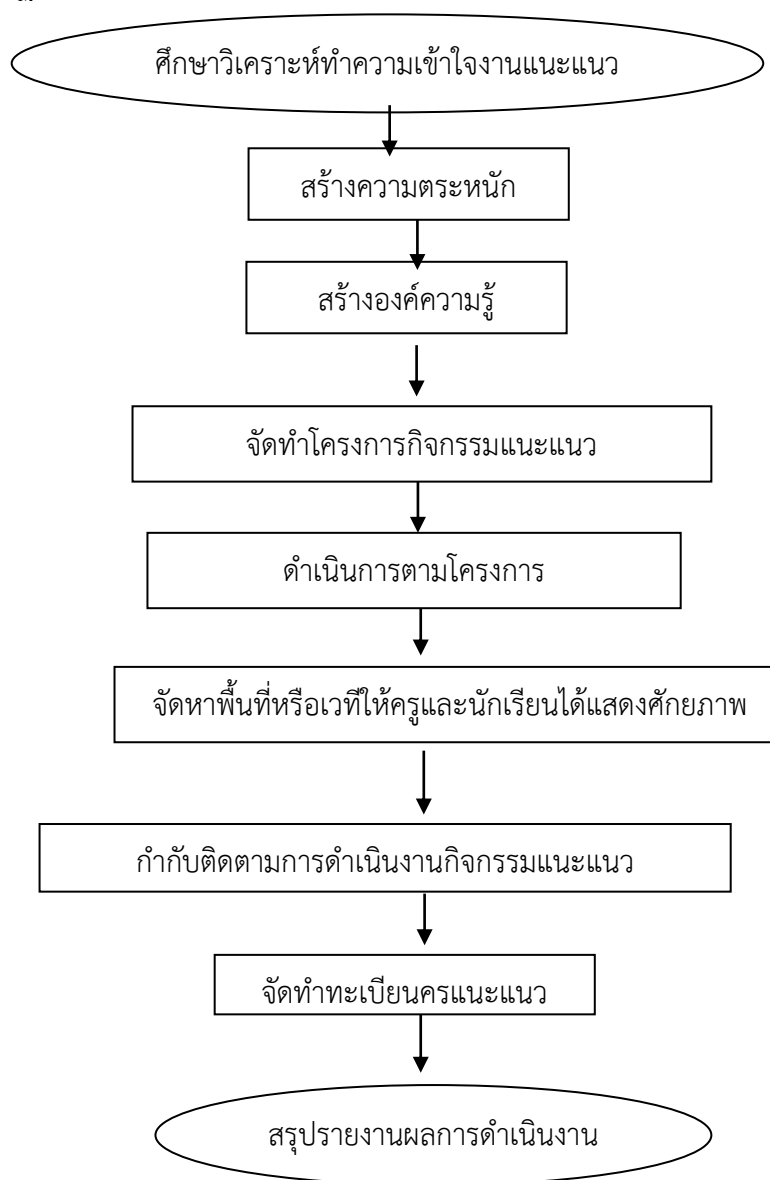 ศึกษาวิเคราะห์ทำความเข้าใจงานแนะแนว
สร้างความตระหนัก
สร้างองค์ความรู้
จัดทำโครงการกิจกรรมแนะแนว
ดำเนินการตามโครงการ
จัดหาพื้นที่หรือเวทีให้ครูและนักเรียนได้แสดงศักยภาพ
กำกับติดตามการดำเนินงานกิจกรรมแนะแนว
จัดทำทะเบียนครแนะแนว
สรุปรายงานผลการดำเนินงาน